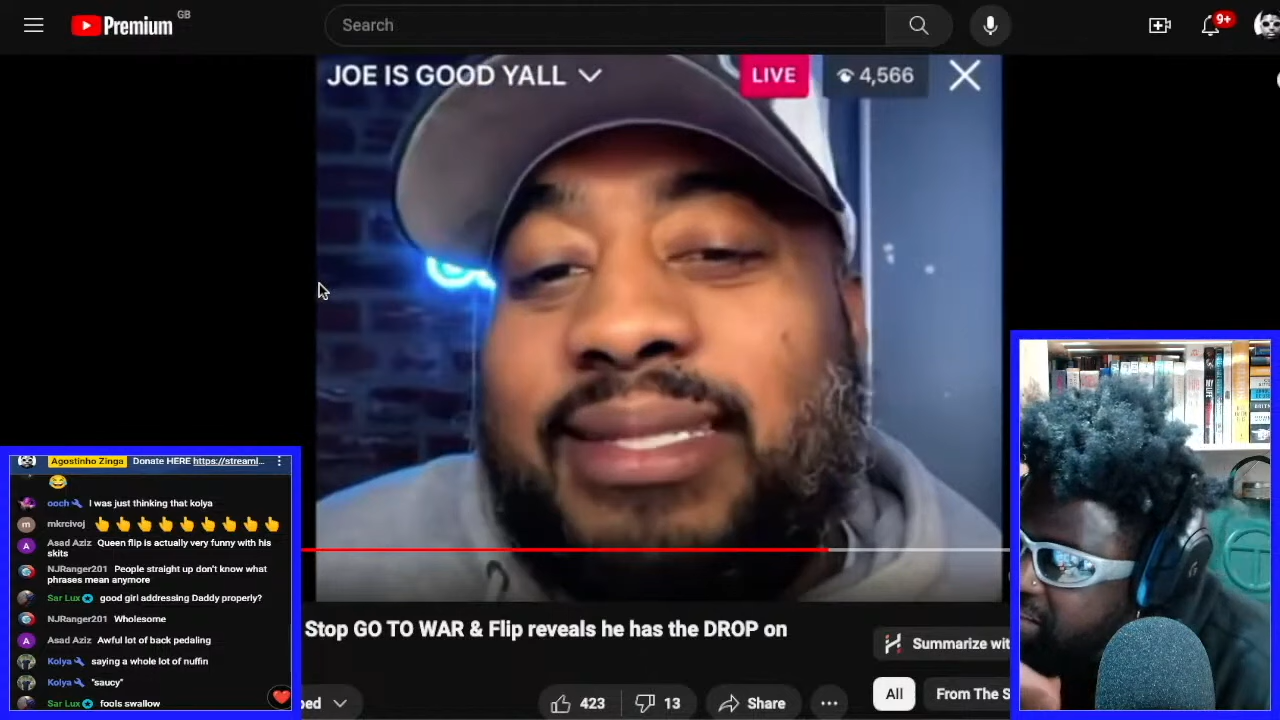 Premium GB
Search
9+
JOE IS GOOD YALL
LIVE
4,566
Agostinho Zinga Donate HERE https://streaml...
😂
ooch I was just thinking that kolya
mkrcivoj 👆👆👆👆👆👆👆👆👆
Asad Aziz Queen flip is actually very funny with his
skits
NJRanger201 People straight up don't know what
phrases mean anymore
Sar Lux good girl addressing Daddy properly?
NJRanger201 Wholesome
Asad Aziz Awful lot of back pedaling
Kolya saying a whole lot of nuffin
Kolya "saucy"
Sar Lux fools swallow
Stop GO TO WAR & Flip reveals he has the DROP on
Summarize wit
ped
423
13
Share
All
From The S